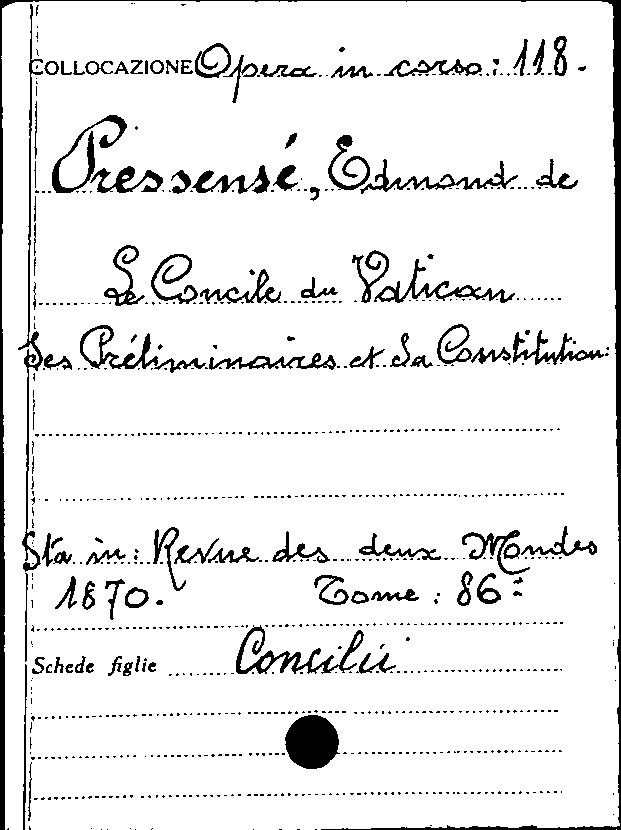 COLLOCAZIONE Opera in corso: 118.
Pressensé, Edmond de
Le Concile du Vatican
Ses Préliminaires et Sa Constitution:
Sta in: Revue des deux Mondes
1870. Tome: 86:
Schede figlie Concilii